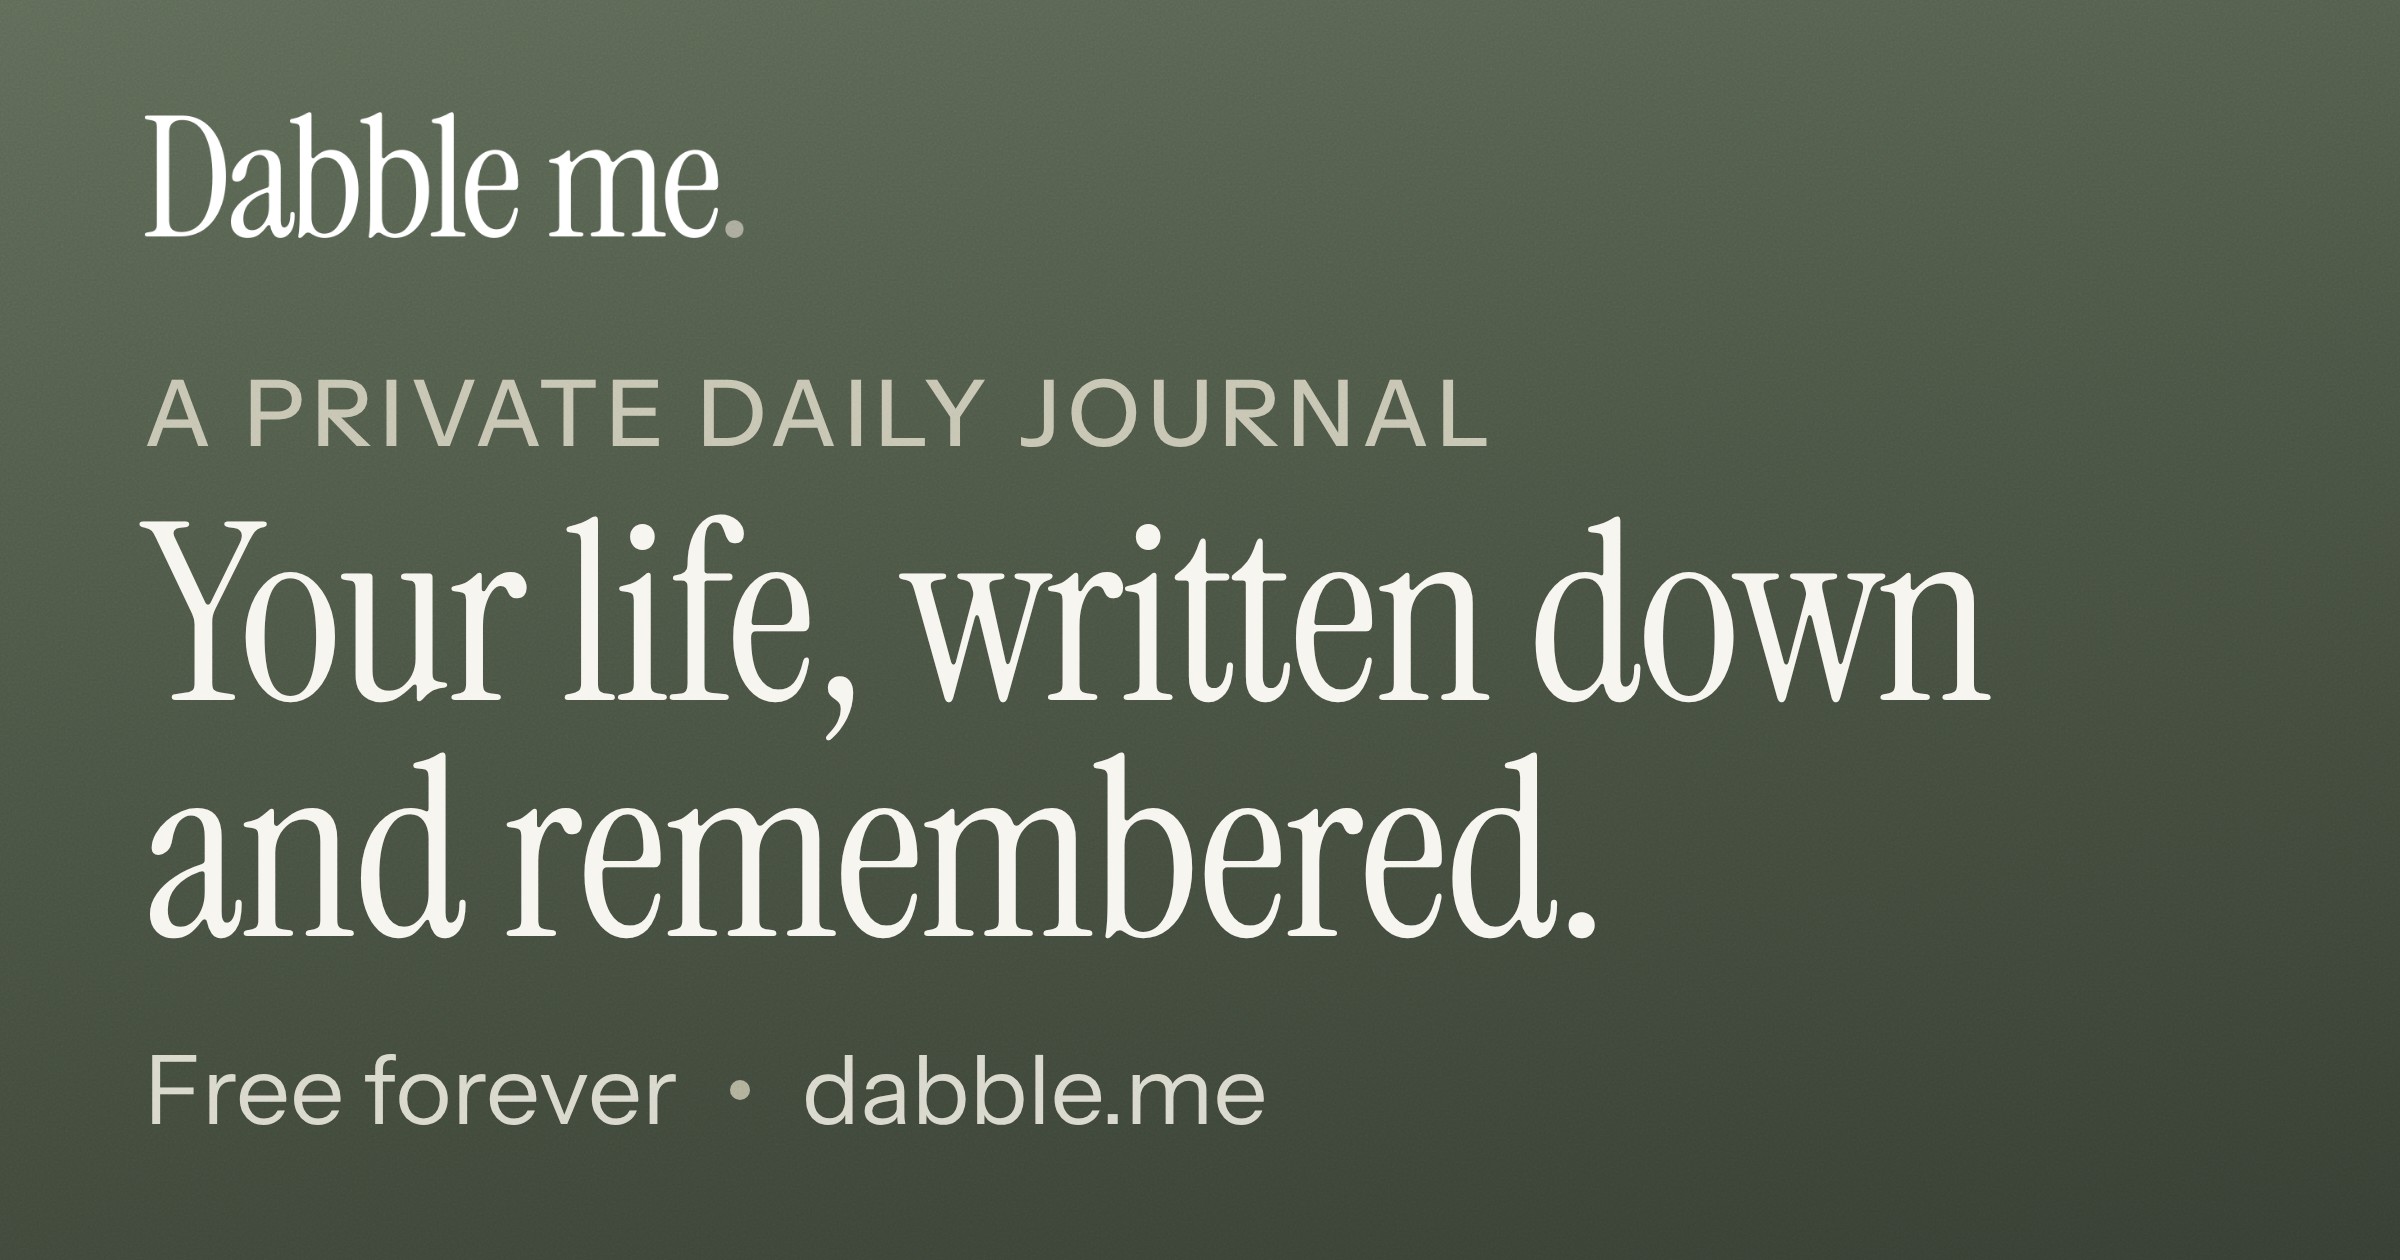 Dabble me.
A PRIVATE DAILY JOURNAL
Your life, written down
and remembered.
Free forever • dabble.me